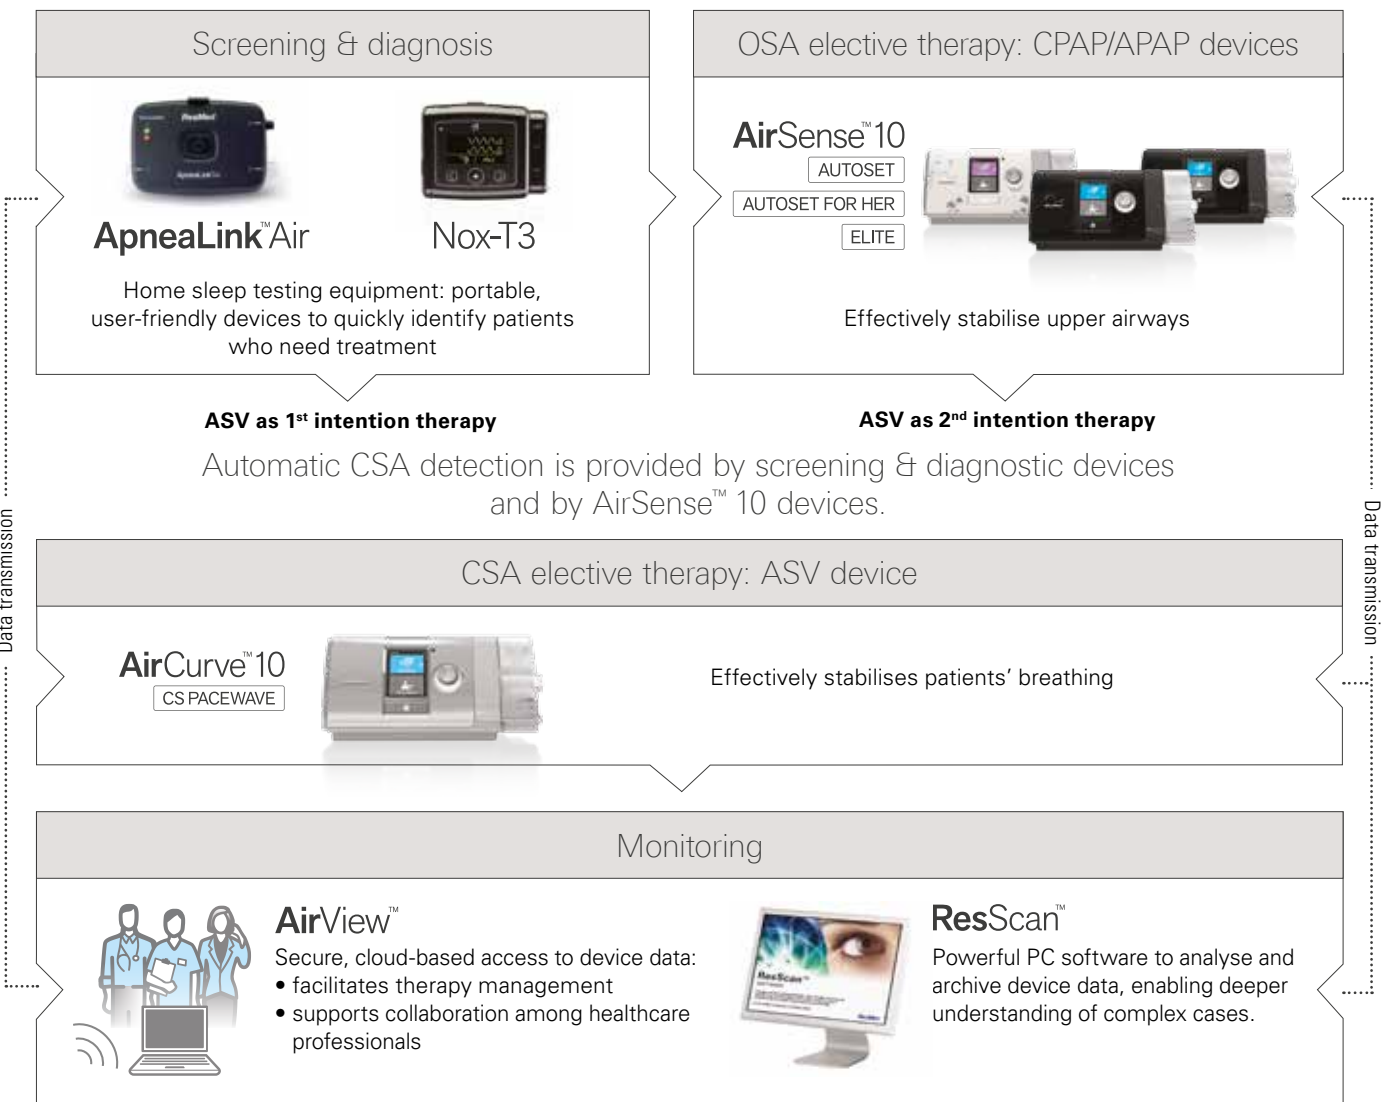 Screening & diagnosis
ResMed
ApneaLink Air
ApneaLink™Air
Nox-T3
Home sleep testing equipment: portable,
user-friendly devices to quickly identify patients
who need treatment
OSA elective therapy: CPAP/APAP devices
AirSense™10
AUTOSET
AUTOSET FOR HER
ELITE
Effectively stabilise upper airways
ASV as 1st intention therapy
ASV as 2nd intention therapy
Automatic CSA detection is provided by screening & diagnostic devices
and by AirSense™ 10 devices.
Data transmission
Data transmission
CSA elective therapy: ASV device
AirCurve™10
CS PACEWAVE
Effectively stabilises patients’ breathing
Monitoring
AirView™
Secure, cloud-based access to device data:
• facilitates therapy management
• supports collaboration among healthcare
professionals
ResScan™
ResScan™
Powerful PC software to analyse and
archive device data, enabling deeper
understanding of complex cases.